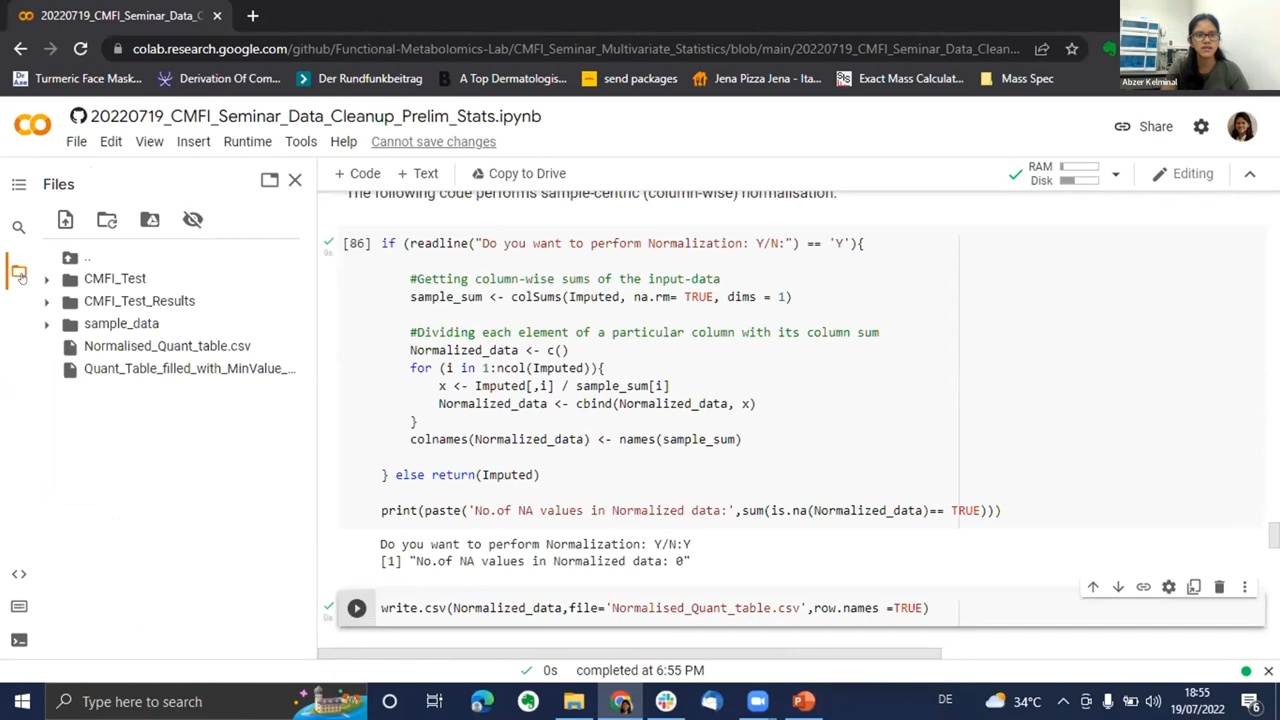 20220719_CMFI_Seminar_Data_C
colab.research.google.com/github/Functional-Metabolomics-Lab/CMFI_Seminar_Multivariate_Statistics/blob/main/20220719_CMFI_Seminar_Data_Clean...
Turmeric Face Mask...
Derivation Of Com...
Der Rundfunkbeitrag
A Top Dermatologis...
send packages
Jena Pizza Jena - Ita...
Exact Mass Calculat...
Mass Spec
Abzer Kelminal
20220719_CMFI_Seminar_Data_Cleanup_Prelim_Stats.ipynb
File Edit View Insert Runtime Tools Help Cannot save changes
Share
Files
+ Code + Text Copy to Drive
RAM
Disk
Editing
The following code performs sample-centric (column-wise) normalisation.
..
CMFI_Test
CMFI_Test_Results
sample_data
Normalised_Quant_table.csv
Quant_Table_filled_with_MinValue_...
[86] if (readline("Do you want to perform Normalization: Y/N:") == 'Y'){
9s
#Getting column-wise sums of the input-data
sample_sum <- colSums(Imputed, na.rm= TRUE, dims = 1)
#Dividing each element of a particular column with its column sum
Normalized_data <- c()
for (i in 1:ncol(Imputed)){
x <- Imputed[,i] / sample_sum[i]
Normalized_data <- cbind(Normalized_data, x)
}
colnames(Normalized_data) <- names(sample_sum)
} else return(Imputed)
print(paste('No.of NA values in Normalized data:',sum(is.na(Normalized_data)== TRUE)))
Do you want to perform Normalization: Y/N:Y
[1] "No.of NA values in Normalized data: 0"
write.csv(Normalized_data,file='Normalised_Quant_table.csv',row.names =TRUE)
0s
0s completed at 6:55 PM
Type here to search
DE
34°C
18:55
19/07/2022
6